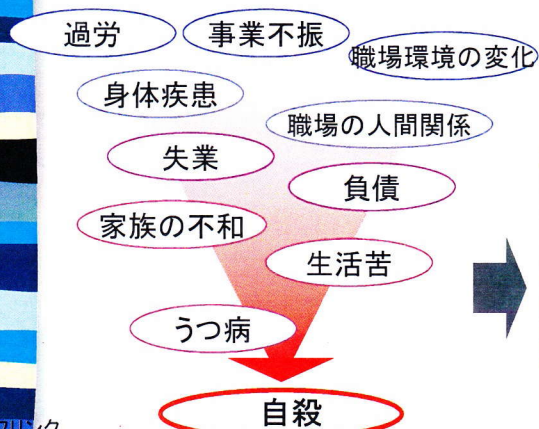 過労
事業不振
職場環境の変化
身体疾患
職場の人間関係
失業
負債
家族の不和
生活苦
うつ病
自殺